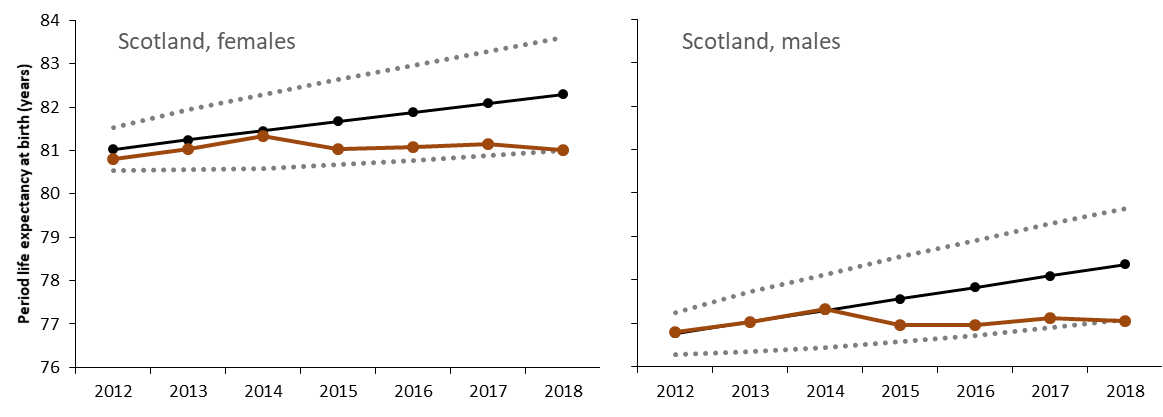 Period life expectancy at birth (years)
84
83
82
81
80
79
78
77
76
Scotland, females
2012 2013 2014 2015 2016 2017 2018
Scotland, males
2012 2013 2014 2015 2016 2017 2018